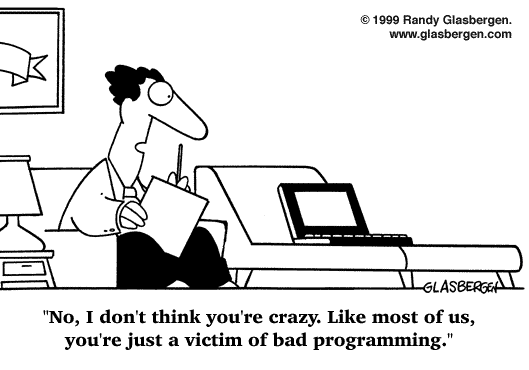 © 1999 Randy Glasbergen.
www.glasbergen.com
GLASBERGEN
"No, I don't think you're crazy. Like most of us,
you're just a victim of bad programming."